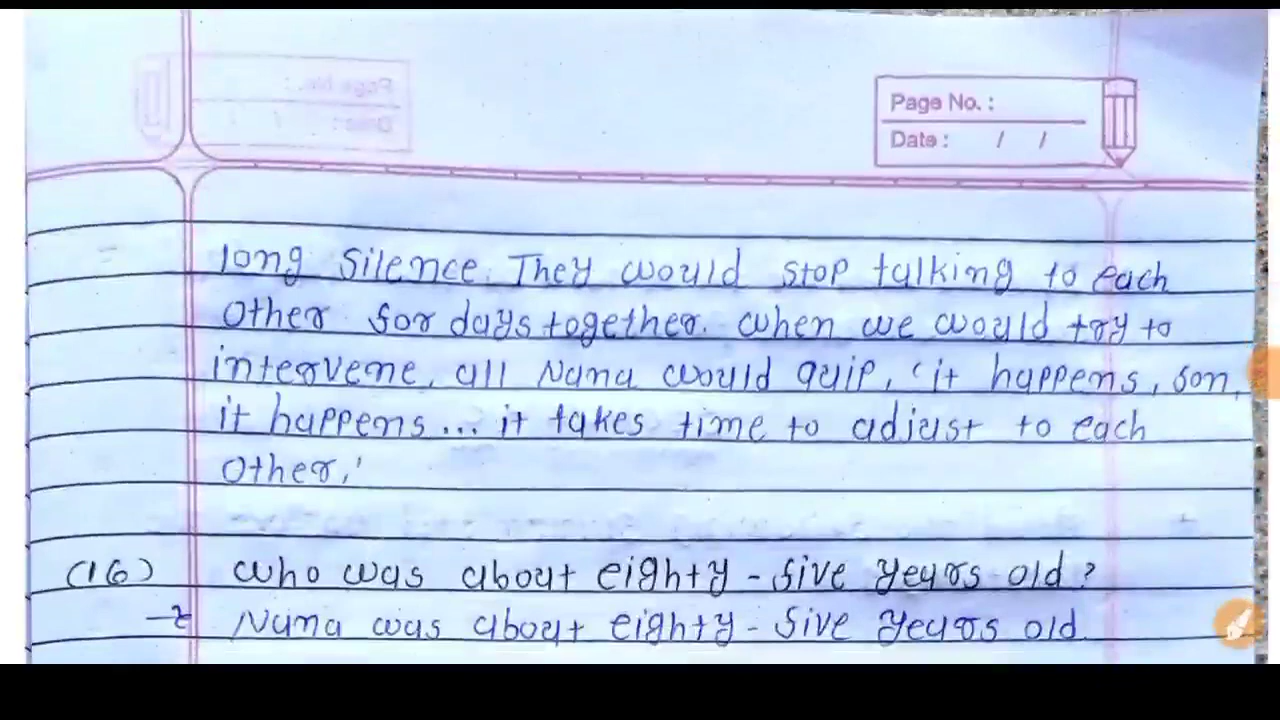 Page No. :
Date : / /
long silence. They would stop talking to each
other for days together. when we would try to
intervene, all Nana would quip, 'it happens, son,
it happens... it takes time to adjust to each
other,'
(16) who was about eighty-five years old?
Nana was about eighty-five years old